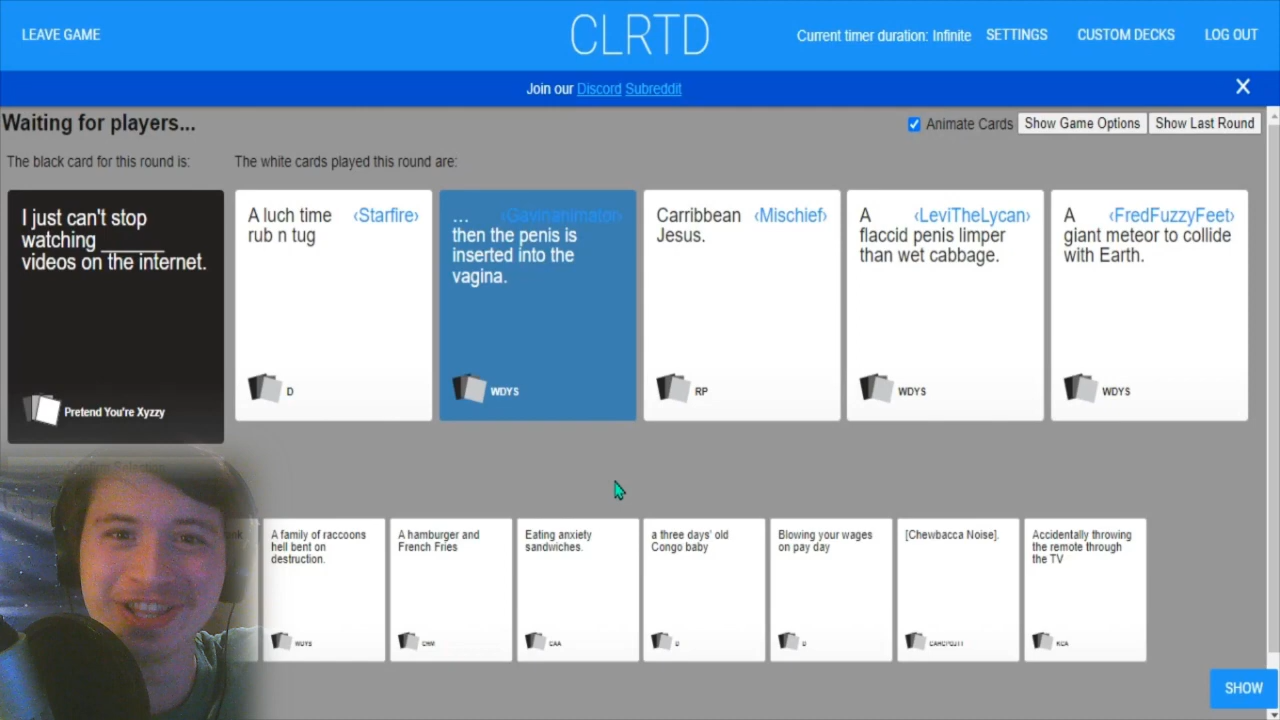 LEAVE GAME
CLRTD
Current timer duration: Infinite
SETTINGS
CUSTOM DECKS
LOG OUT
Join our Discord Subreddit
X
Waiting for players...
Animate Cards
Show Game Options
Show Last Round
The black card for this round is:
The white cards played this round are:
I just can't stop
watching ______
videos on the internet.
Pretend You're Xyzzy
A luch time ‹Starfire›
rub n tug
D
... ‹Gavinanimator›
then the penis is
inserted into the
vagina.
WDYS
Carribbean ‹Mischief›
Jesus.
RP
A ‹LeviTheLycan›
flaccid penis limper
than wet cabbage.
WDYS
A ‹FredFuzzyFeet›
giant meteor to collide
with Earth.
WDYS
A family of raccoons
hell bent on
destruction.
WDYS
A hamburger and
French Fries
CHM
Eating anxiety
sandwiches.
CAA
a three days' old
Congo baby
D
Blowing your wages
on pay day
D
[Chewbacca Noise].
Accidentally throwing
the remote through
the TV
KCA
SHOW